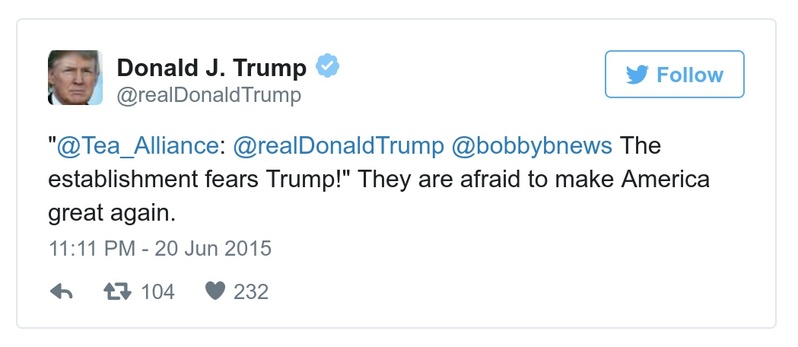 Donald J. Trump
@realDonaldTrump
Follow
"@Tea_Alliance: @realDonaldTrump @bobbybnews The
establishment fears Trump!" They are afraid to make America
great again.
11:11 PM - 20 Jun 2015
104
232